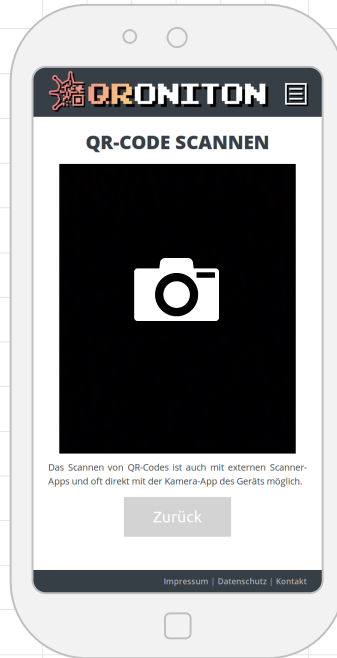 QRONITON
QR-CODE SCANNEN
Das Scannen von QR-Codes ist auch mit externen Scanner-
Apps und oft direkt mit der Kamera-App des Geräts möglich.
Zurück
Impressum | Datenschutz | Kontakt